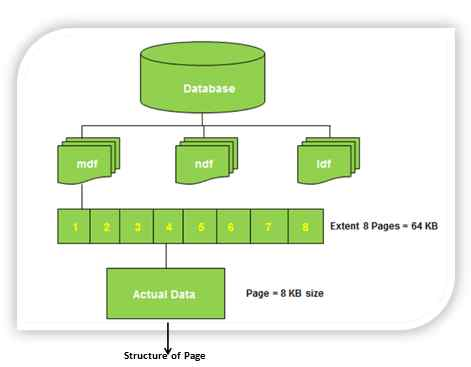 Database
mdf ndf ldf
1 2 3 4 5 6 7 8 Extent 8 Pages = 64 KB
Actual Data Page = 8 KB size
Structure of Page